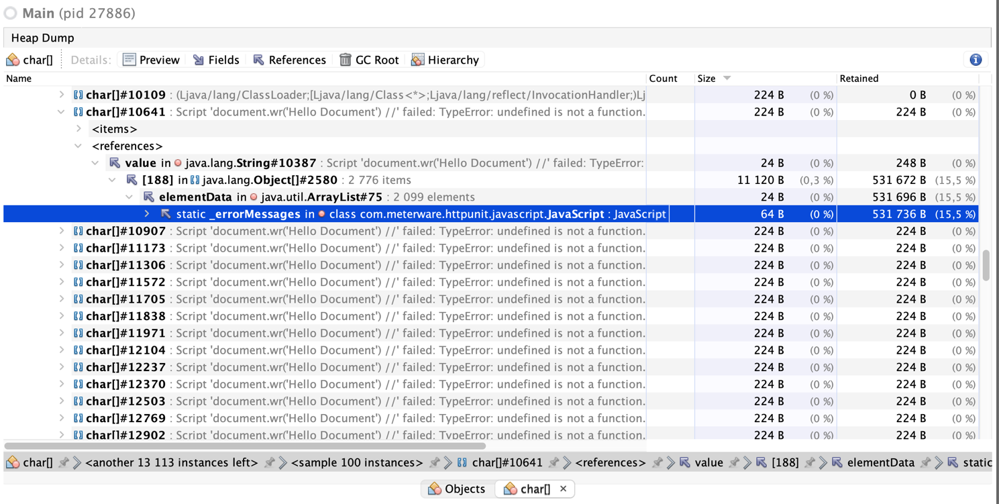 Main (pid 27886)
Heap Dump
char[] Details: Preview Fields References GC Root Hierarchy
Name Count Size Retained
char[]#10109 : (Ljava/lang/ClassLoader;[Ljava/lang/Class<*>;Ljava/lang/reflect/InvocationHandler;)Lj 224 B (0 %) 0 B (0 %)
char[]#10641 : Script 'document.wr('Hello Document') //' failed: TypeError: undefined is not a function. 224 B (0 %) 224 B (0 %)
<items>
<references>
value in java.lang.String#10387 : Script 'document.wr('Hello Document') //' failed: TypeError: 24 B (0 %) 248 B (0 %)
[188] in java.lang.Object[]#2580 : 2 776 items 11 120 B (0,3 %) 531 672 B (15,5 %)
elementData in java.util.ArrayList#75 : 2 099 elements 24 B (0 %) 531 696 B (15,5 %)
static _errorMessages in class com.meterware.httpunit.javascript.JavaScript : JavaScript 64 B (0 %) 531 736 B (15,5 %)
char[]#10907 : Script 'document.wr('Hello Document') //' failed: TypeError: undefined is not a function. 224 B (0 %) 224 B (0 %)
char[]#11173 : Script 'document.wr('Hello Document') //' failed: TypeError: undefined is not a function. 224 B (0 %) 224 B (0 %)
char[]#11306 : Script 'document.wr('Hello Document') //' failed: TypeError: undefined is not a function. 224 B (0 %) 224 B (0 %)
char[]#11572 : Script 'document.wr('Hello Document') //' failed: TypeError: undefined is not a function. 224 B (0 %) 224 B (0 %)
char[]#11705 : Script 'document.wr('Hello Document') //' failed: TypeError: undefined is not a function. 224 B (0 %) 224 B (0 %)
char[]#11838 : Script 'document.wr('Hello Document') //' failed: TypeError: undefined is not a function. 224 B (0 %) 224 B (0 %)
char[]#11971 : Script 'document.wr('Hello Document') //' failed: TypeError: undefined is not a function. 224 B (0 %) 224 B (0 %)
char[]#12104 : Script 'document.wr('Hello Document') //' failed: TypeError: undefined is not a function. 224 B (0 %) 224 B (0 %)
char[]#12237 : Script 'document.wr('Hello Document') //' failed: TypeError: undefined is not a function. 224 B (0 %) 224 B (0 %)
char[]#12370 : Script 'document.wr('Hello Document') //' failed: TypeError: undefined is not a function. 224 B (0 %) 224 B (0 %)
char[]#12503 : Script 'document.wr('Hello Document') //' failed: TypeError: undefined is not a function. 224 B (0 %) 224 B (0 %)
char[]#12769 : Script 'document.wr('Hello Document') //' failed: TypeError: undefined is not a function. 224 B (0 %) 224 B (0 %)
char[]#12902 : Script 'document.wr('Hello Document') //' failed: TypeError: undefined is not a function. 224 B (0 %) 224 B (0 %)
char[] <another 13 113 instances left> <sample 100 instances> char[]#10641 <references> value [188] elementData static
Objects char[] ×